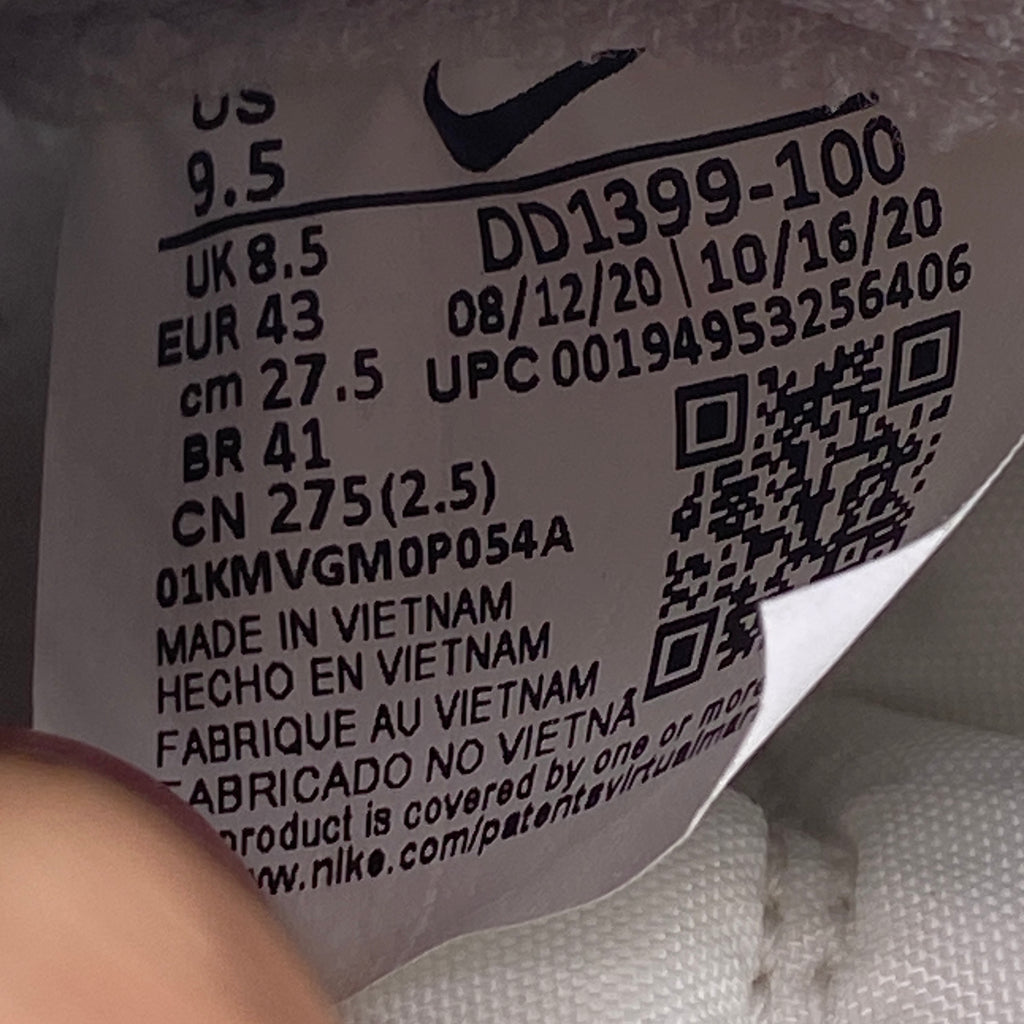 US
9.5
UK 8.5
EUR 43
cm 27.5
BR 41
CN 275(2.5)
DD1399-100
08/12/20 \ 10/16/20
UPC 00194953256406
01KMVGM0P054A
MADE IN VIETNAM
HECHO EN VIETNAM
FABRIQUE AU VIETNAM
FABRICADO NO VIETNÃ
product is covered by one or more
www.nike.com/patentsvirtualmar